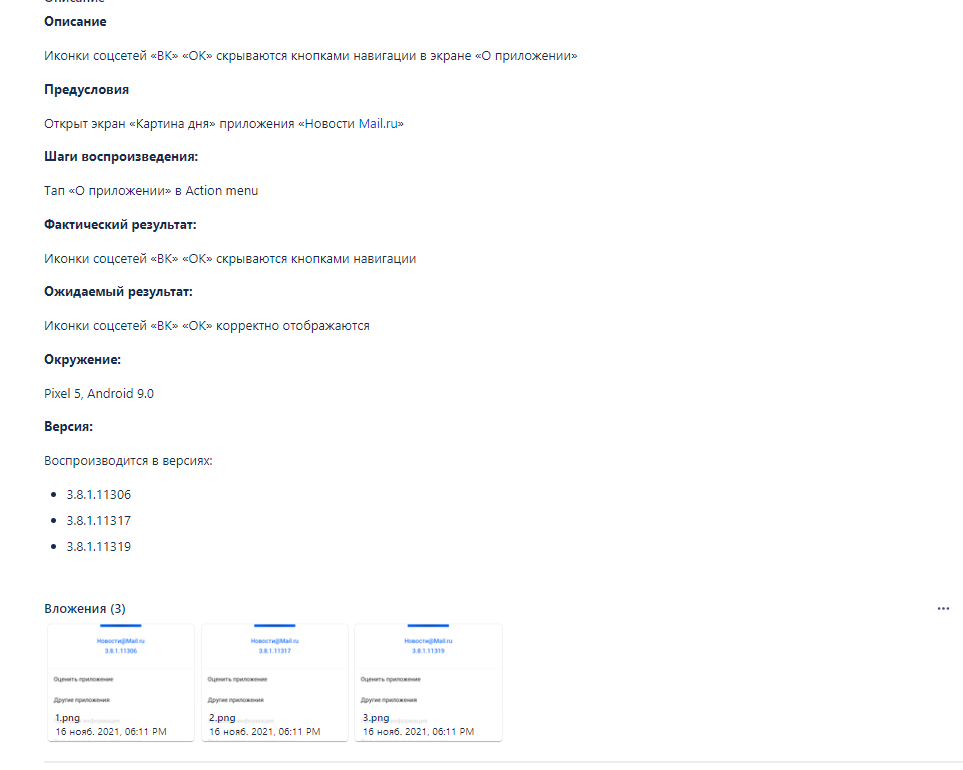 Описание
Описание
Иконки соцсетей «ВК» «ОК» скрываются кнопками навигации в экране «О приложении»
Предусловия
Открыт экран «Картина дня» приложения «Новости Mail.ru»
Шаги воспроизведения:
Тап «О приложении» в Action menu
Фактический результат:
Иконки соцсетей «ВК» «ОК» скрываются кнопками навигации
Ожидаемый результат:
Иконки соцсетей «ВК» «ОК» корректно отображаются
Окружение:
Pixel 5, Android 9.0
Версия:
Воспроизводится в версиях:
3.8.1.11306
3.8.1.11317
3.8.1.11319
Вложения (3)
Новости@Mail.ru
3.8.1.11306
Оценить приложение
Другие приложения
1.png
16 нояб. 2021, 06:11 PM
Новости@Mail.ru
3.8.1.11317
Оценить приложение
Другие приложения
2.png
16 нояб. 2021, 06:11 PM
Новости@Mail.ru
3.8.1.11319
Оценить приложение
Другие приложения
3.png
16 нояб. 2021, 06:11 PM